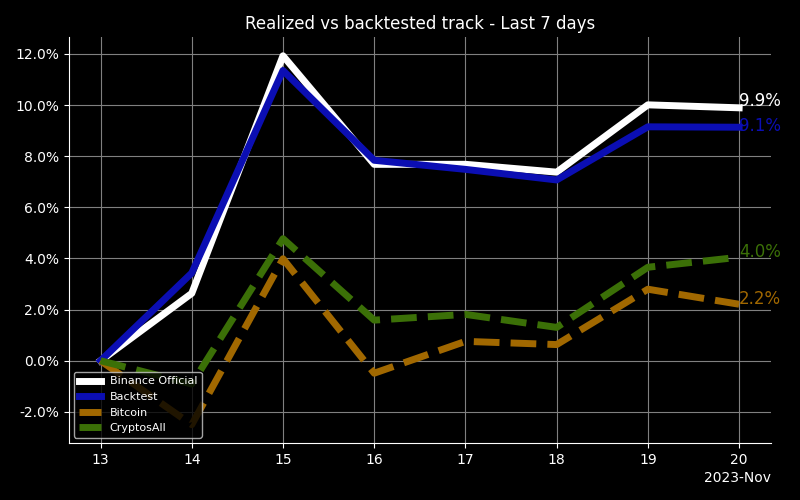 Realized vs backtested track - Last 7 days
12.0%
10.0%
8.0%
6.0%
4.0%
2.0%
0.0%
-2.0%
9.9%
9.1%
4.0%
2.2%
Binance Official
Backtest
Bitcoin
CryptosAll
13 14 15 16 17 18 19 20
2023-Nov